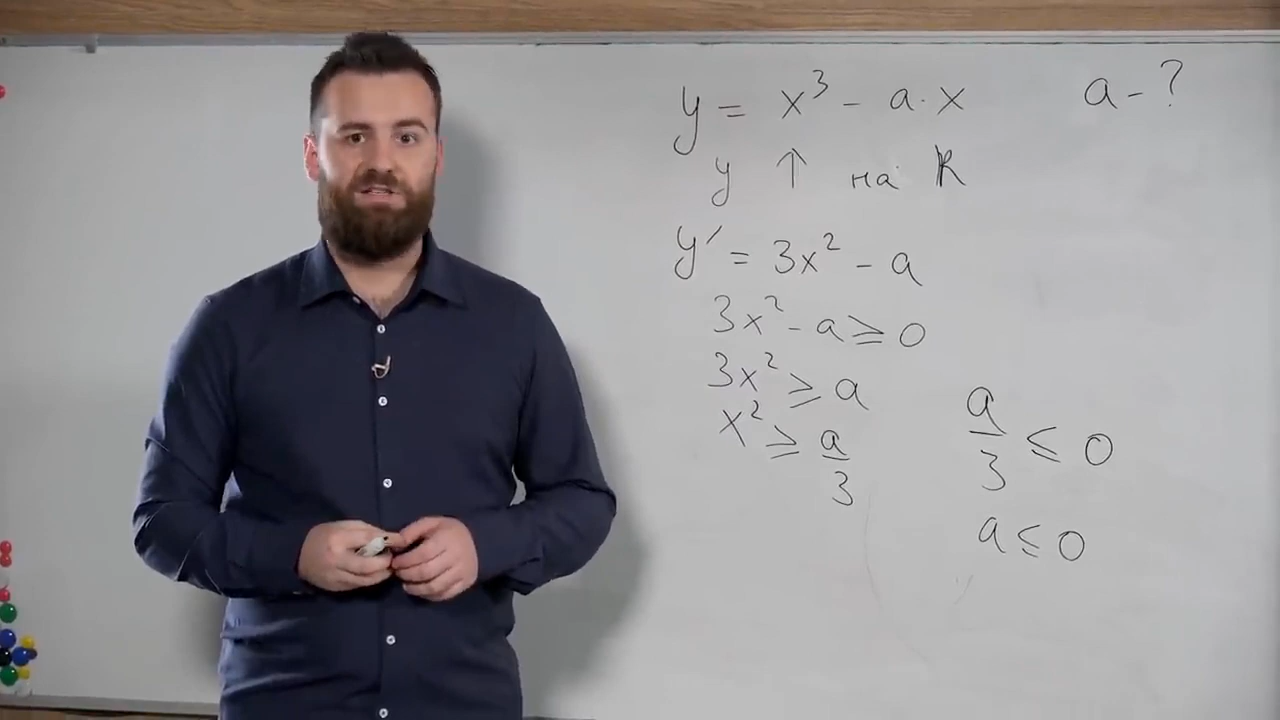 y = x³ - a·x a - ?
y ↑ на R
y′ = 3x² - a
3x² - a ≥ 0
3x² ≥ a
x² ≥ a/3
a/3 ≤ 0
a ≤ 0